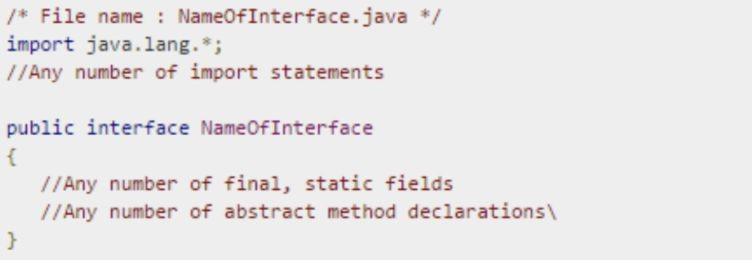 /* File name : NameOfInterface.java */
import java.lang.*;
//Any number of import statements
public interface NameOfInterface
{
//Any number of final, static fields
//Any number of abstract method declarations\
}